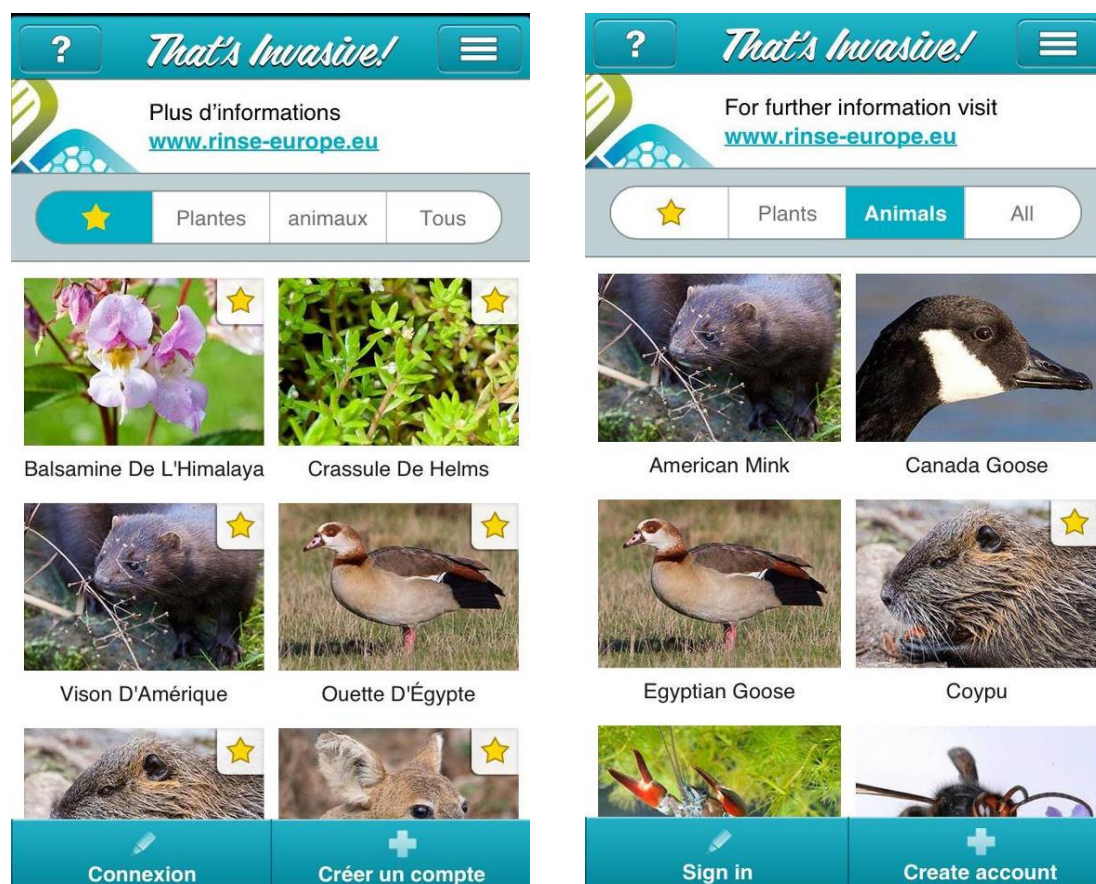 ?
That's Invasive!
Plus d'informations
www.rinse-europe.eu
Plantes
animaux
Tous
Balsamine De L'Himalaya
Crassule De Helms
Vison D'Amérique
Ouette D'Égypte
Connexion
Créer un compte
?
That's Invasive!
For further information visit
www.rinse-europe.eu
Plants
Animals
All
American Mink
Canada Goose
Egyptian Goose
Coypu
Sign in
Create account